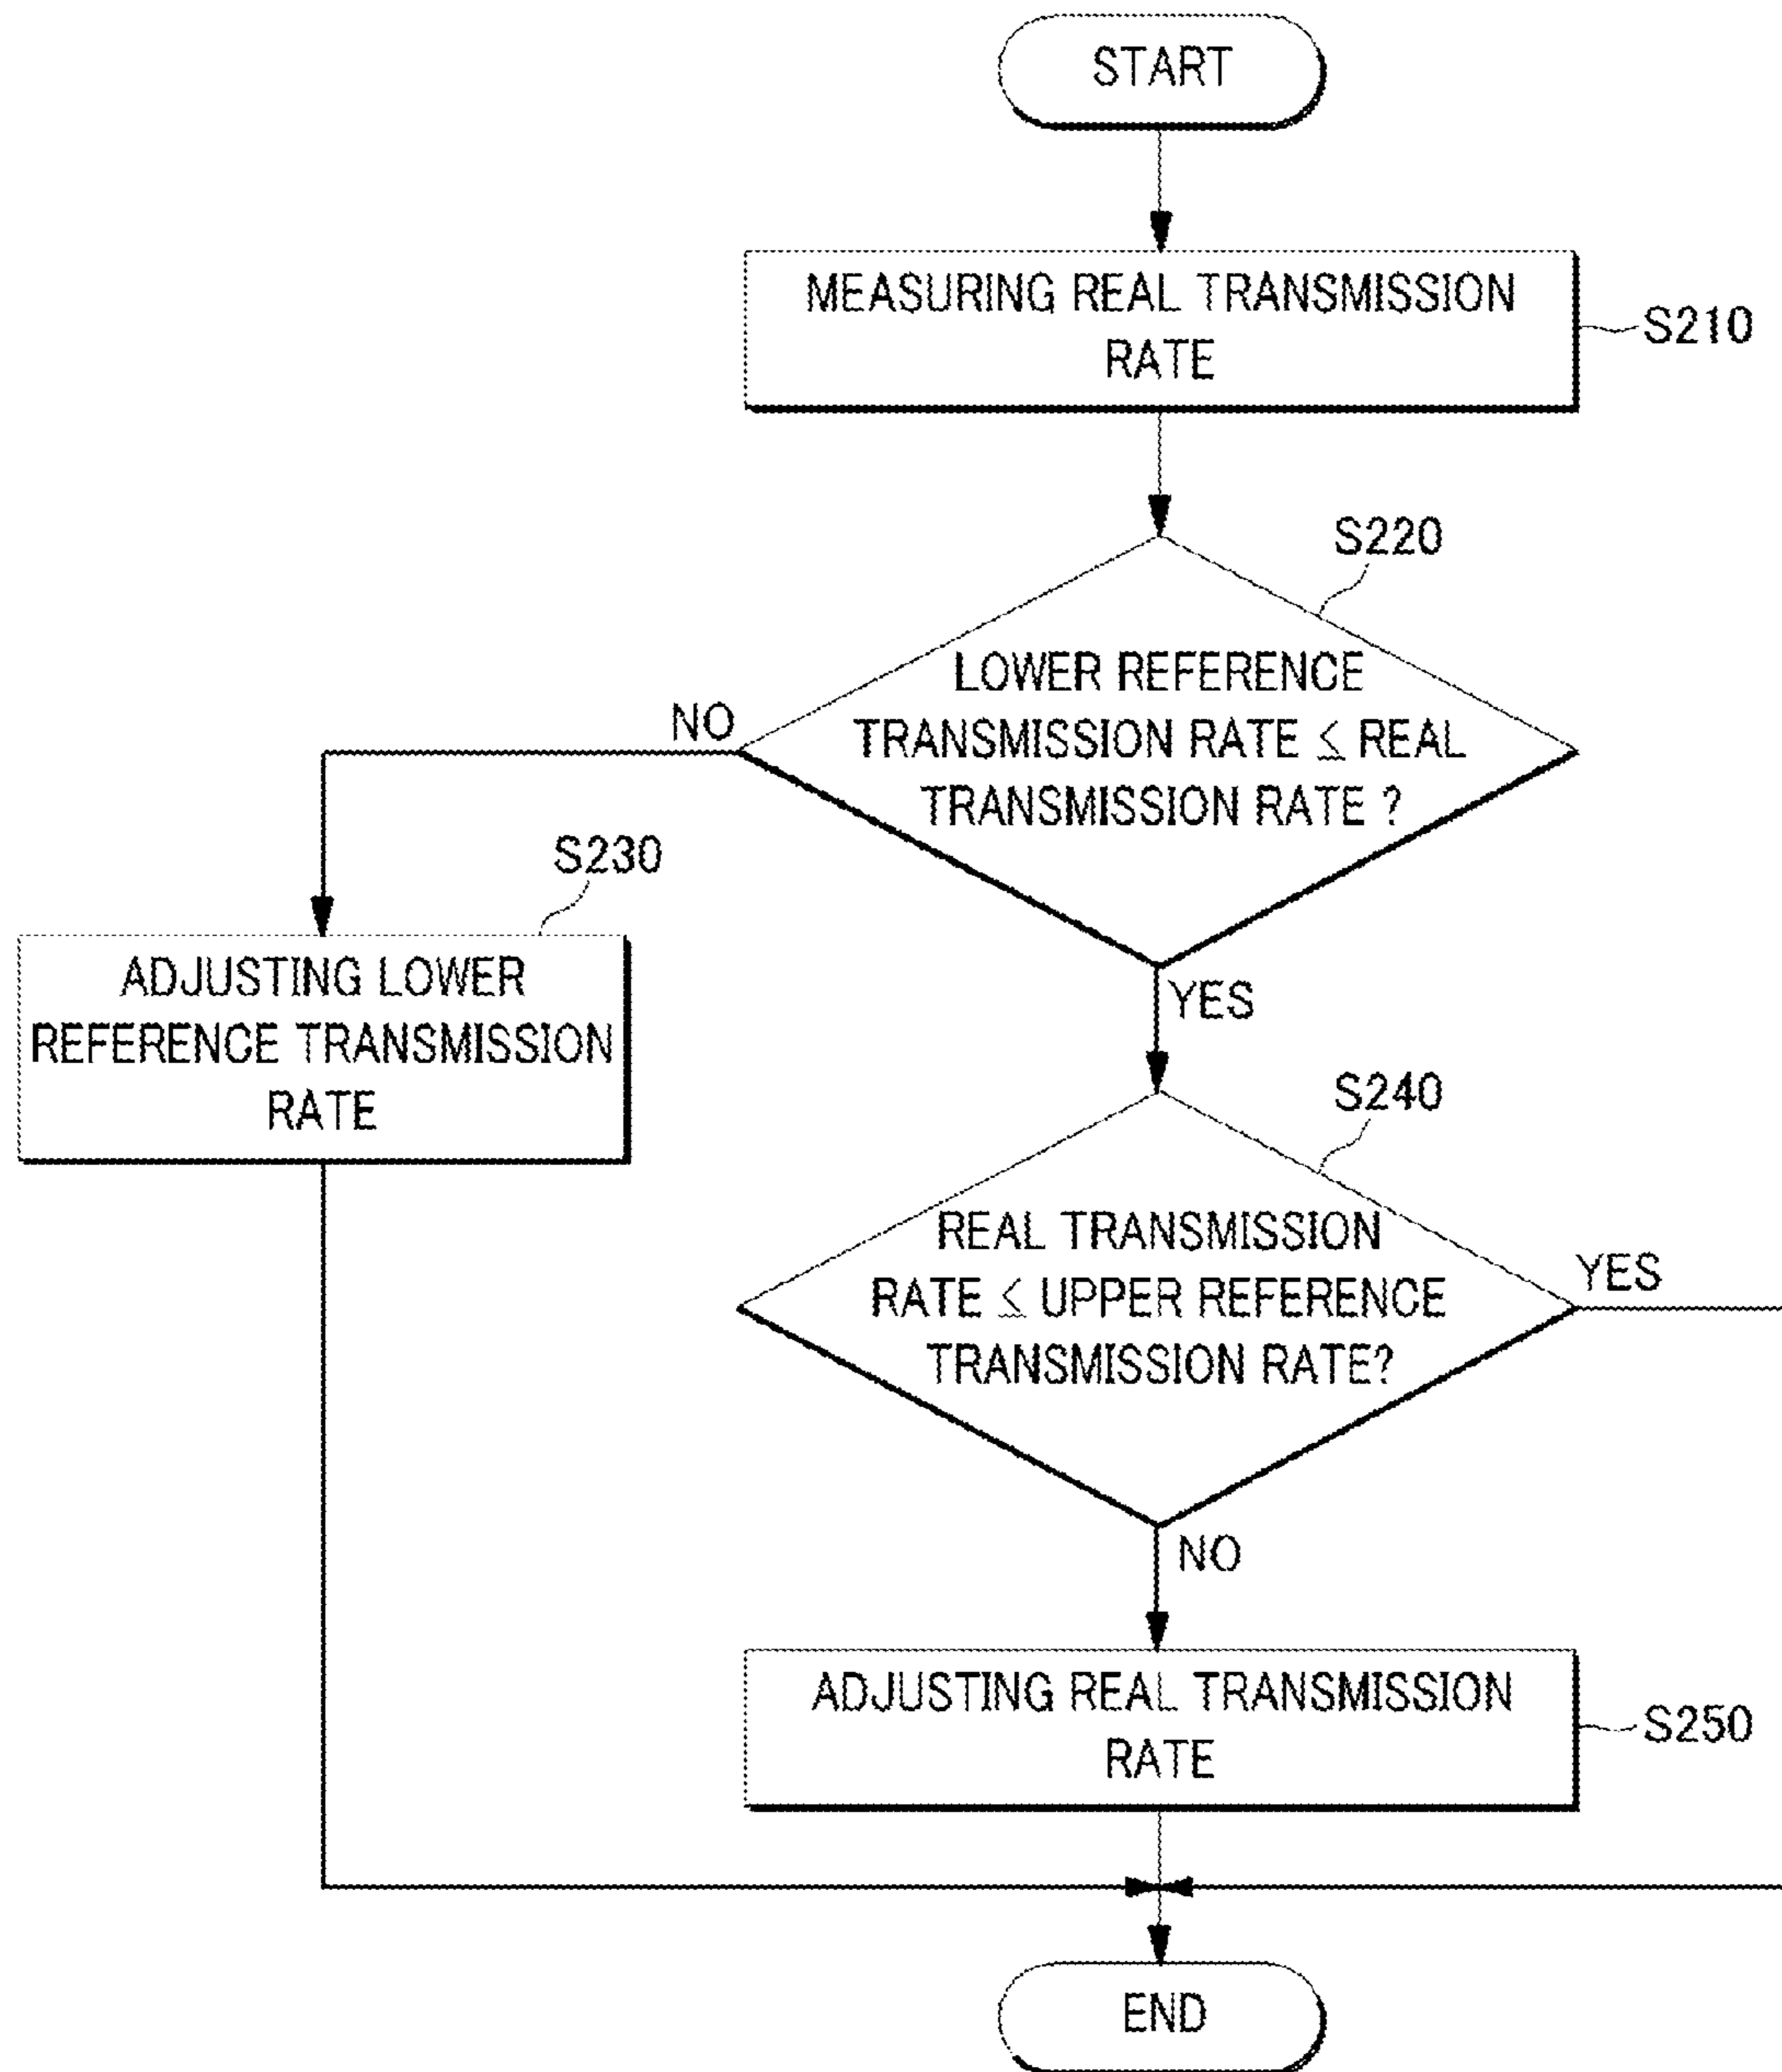 START
MEASURING REAL TRANSMISSION
RATE
S210
S220
LOWER REFERENCE
TRANSMISSION RATE ≤ REAL
TRANSMISSION RATE ?
NO
YES
S230
ADJUSTING LOWER
REFERENCE TRANSMISSION
RATE
S240
REAL TRANSMISSION
RATE ≤ UPPER REFERENCE
TRANSMISSION RATE?
YES
NO
ADJUSTING REAL TRANSMISSION
RATE
S250
END